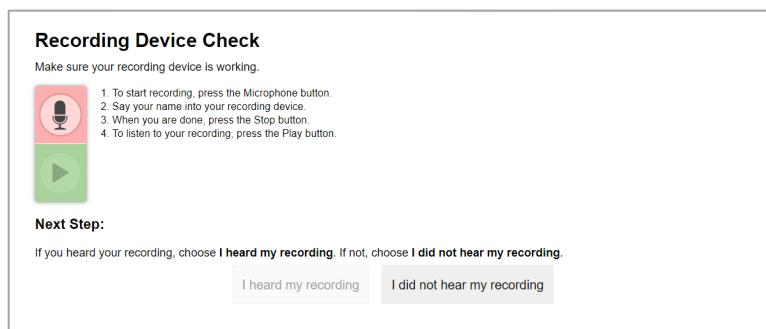 Recording Device Check
Make sure your recording device is working.
1. To start recording, press the Microphone button.
2. Say your name into your recording device.
3. When you are done, press the Stop button.
4. To listen to your recording, press the Play button.
Next Step:
If you heard your recording, choose I heard my recording. If not, choose I did not hear my recording.
I heard my recording
I did not hear my recording